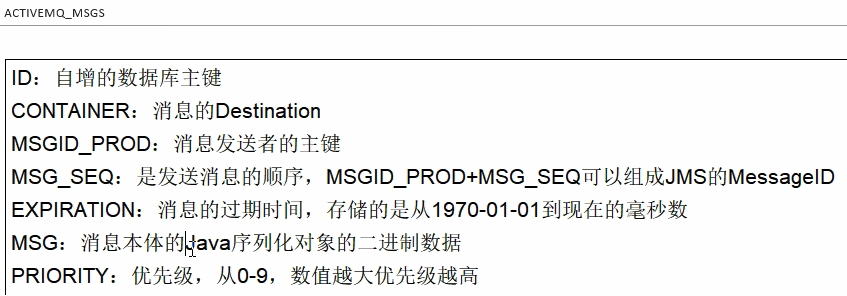 ACTIVEMQ_MSGS
ID：自增的数据库主键
CONTAINER：消息的Destination
MSGID_PROD：消息发送者的主键
MSG_SEQ：是发送消息的顺序，MSGID_PROD+MSG_SEQ可以组成JMS的MessageID
EXPIRATION：消息的过期时间，存储的是从1970-01-01到现在的毫秒数
MSG：消息本体的Java序列化对象的二进制数据
PRIORITY：优先级，从0-9，数值越大优先级越高